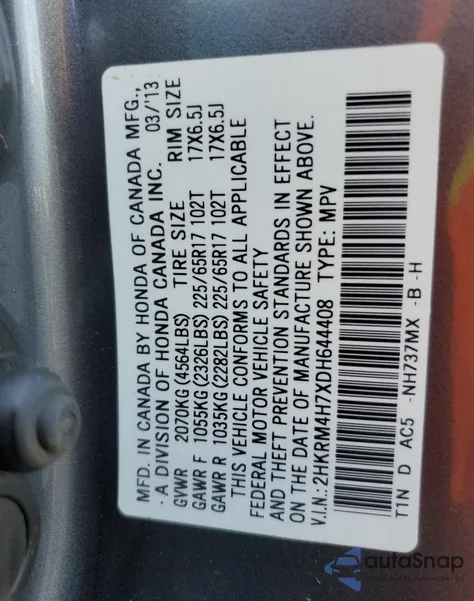 MFD. IN CANADA BY HONDA OF CANADA MFG.,
A DIVISION OF HONDA CANADA INC. 03/'13
GVWR 2070KG (4564LBS) TIRE SIZE RIM SIZE
GAWR F 1055KG (2326LBS) 225/65R17 102T 17X6.5J
GAWR R 1035KG (2282LBS) 225/65R17 102T 17X6.5J
THIS VEHICLE CONFORMS TO ALL APPLICABLE
FEDERAL MOTOR VEHICLE SAFETY
AND THEFT PREVENTION STANDARDS IN EFFECT
ON THE DATE OF MANUFACTURE SHOWN ABOVE.
V.I.N.:2HKRM4H7XDH644408 TYPE: MPV
T1N D AC5 -NH737MX -B -H
autoSnap